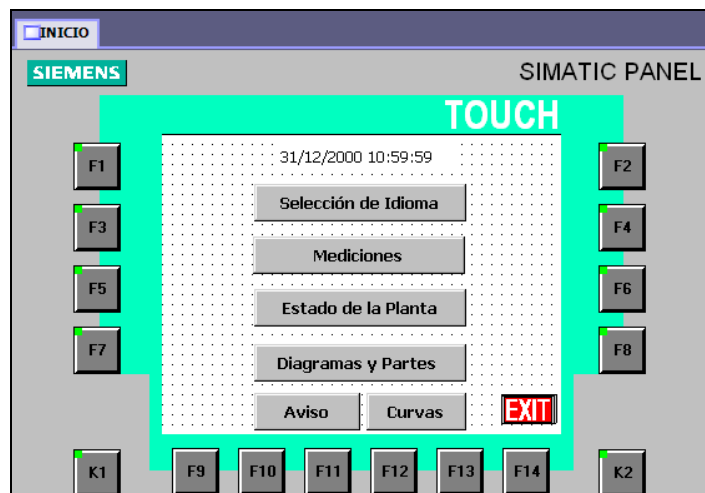 INICIO
SIEMENS
SIMATIC PANEL
TOUCH
31/12/2000 10:59:59
F1
F2
Selección de Idioma
F3
F4
Mediciones
F5
F6
Estado de la Planta
F7
F8
Diagramas y Partes
Aviso
Curvas
EXIT
K1
F9
F10
F11
F12
F13
F14
K2